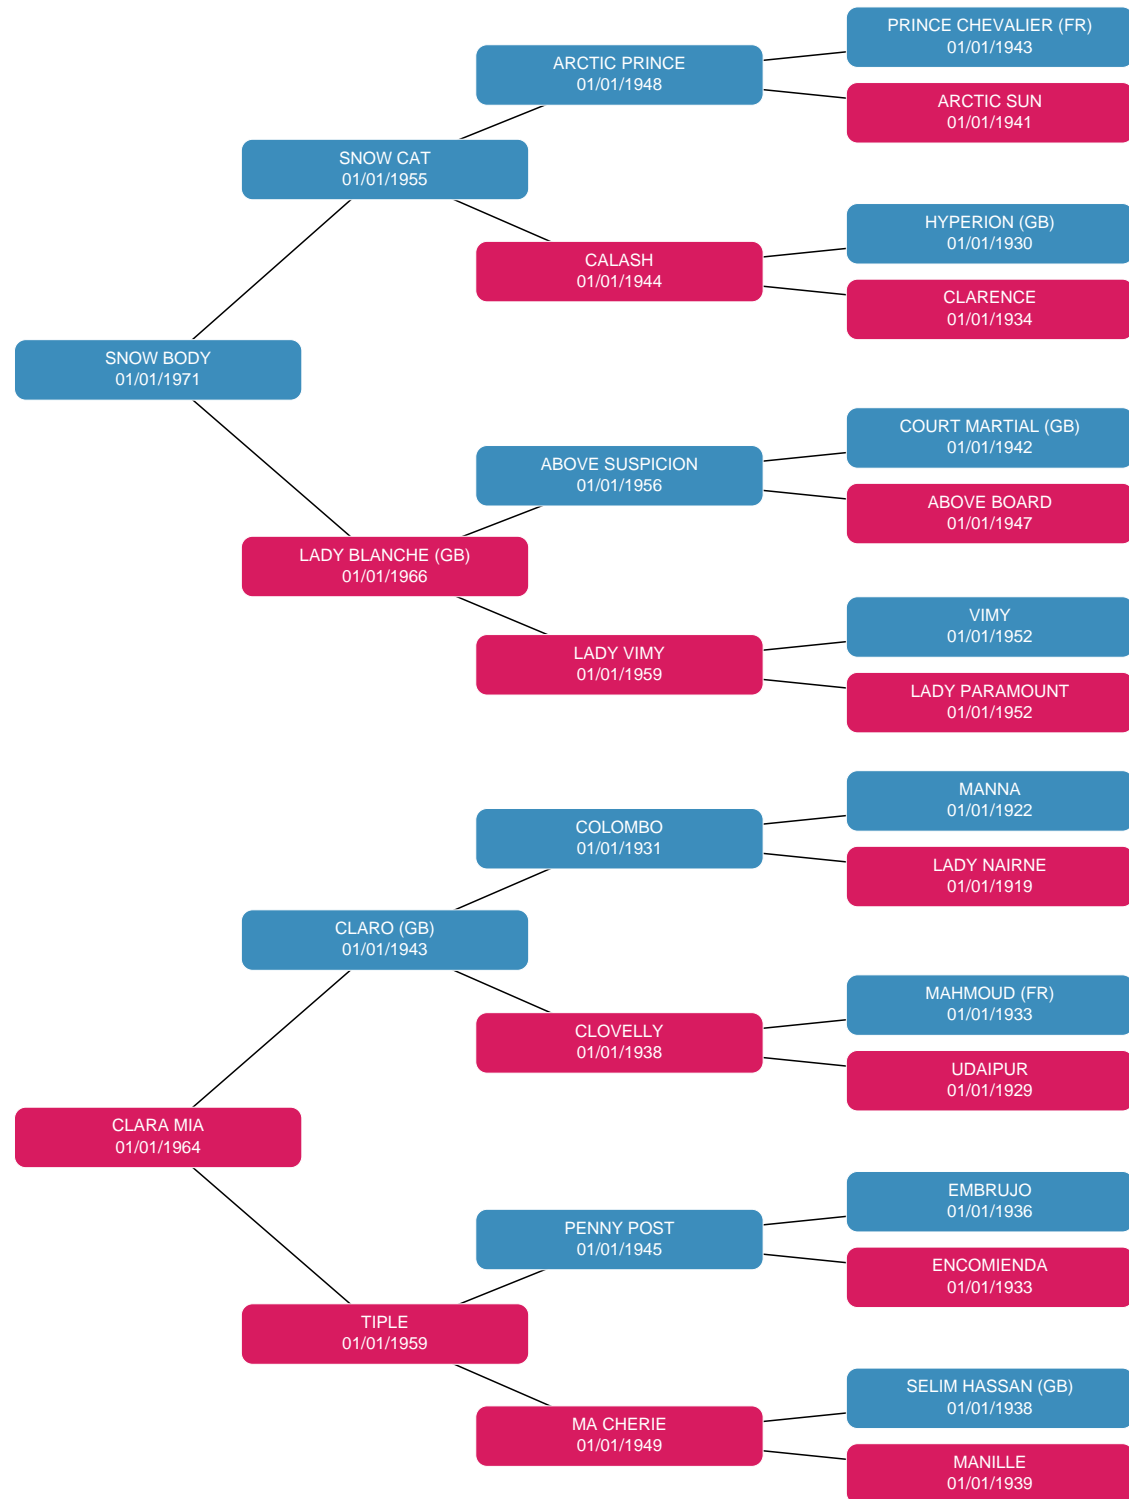 PRINCE CHEVALIER (FR)
01/01/1943
ARCTIC PRINCE
01/01/1948
ARCTIC SUN
01/01/1941
SNOW CAT
01/01/1955
HYPERION (GB)
01/01/1930
CALASH
01/01/1944
CLARENCE
01/01/1934
SNOW BODY
01/01/1971
COURT MARTIAL (GB)
01/01/1942
ABOVE SUSPICION
01/01/1956
ABOVE BOARD
01/01/1947
LADY BLANCHE (GB)
01/01/1966
VIMY
01/01/1952
LADY VIMY
01/01/1959
LADY PARAMOUNT
01/01/1952
MANNA
01/01/1922
COLOMBO
01/01/1931
LADY NAIRNE
01/01/1919
CLARO (GB)
01/01/1943
MAHMOUD (FR)
01/01/1933
CLOVELLY
01/01/1938
UDAIPUR
01/01/1929
CLARA MIA
01/01/1964
EMBRUJO
01/01/1936
PENNY POST
01/01/1945
ENCOMIENDA
01/01/1933
TIPLE
01/01/1959
SELIM HASSAN (GB)
01/01/1938
MA CHERIE
01/01/1949
MANILLE
01/01/1939